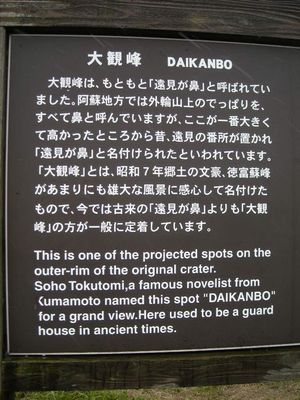 大観峰 DAIKANBO
大観峰は、もともと「遠見が鼻」と呼ばれてい
ました。阿蘇地方では外輪山上のでっぱりを、
すべて鼻と呼んでいますが、ここが一番大きく
て高かったところから昔、遠見の番所が置かれ
「遠見が鼻」と名付けられたといわれています。
「大観峰」とは、昭和7年郷土の文豪、徳富蘇峰
があまりにも雄大な風景に感心して名付けた
もので、今では古来の「遠見が鼻」よりも「大観
峰」の方が一般に定着しています。
This is one of the projected spots on the
outer-rim of the original crater.
Soho Tokutomi,a famous novelist from
Kumamoto named this spot "DAIKANBO"
for a grand view.Here used to be a guard
house in ancient times.